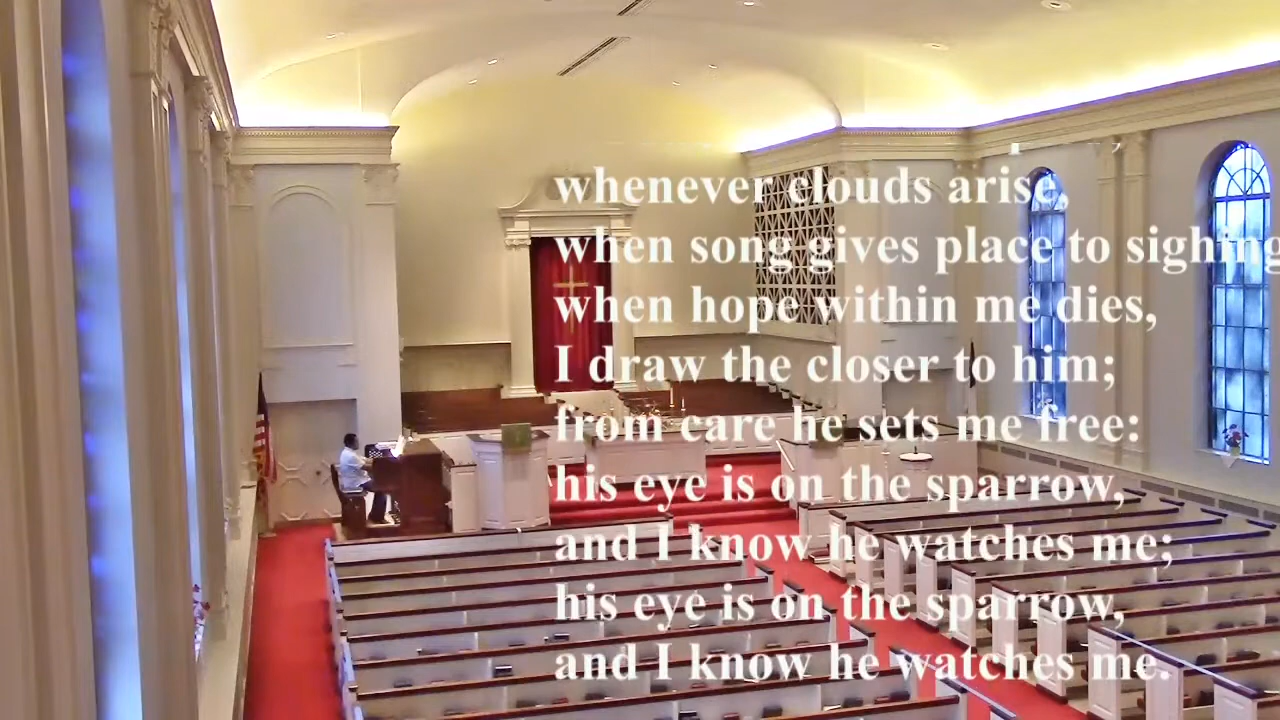 whenever clouds arise,
when song gives place to sighing
when hope within me dies,
I draw the closer to him;
from care he sets me free:
his eye is on the sparrow,
and I know he watches me;
his eye is on the sparrow,
and I know he watches me.